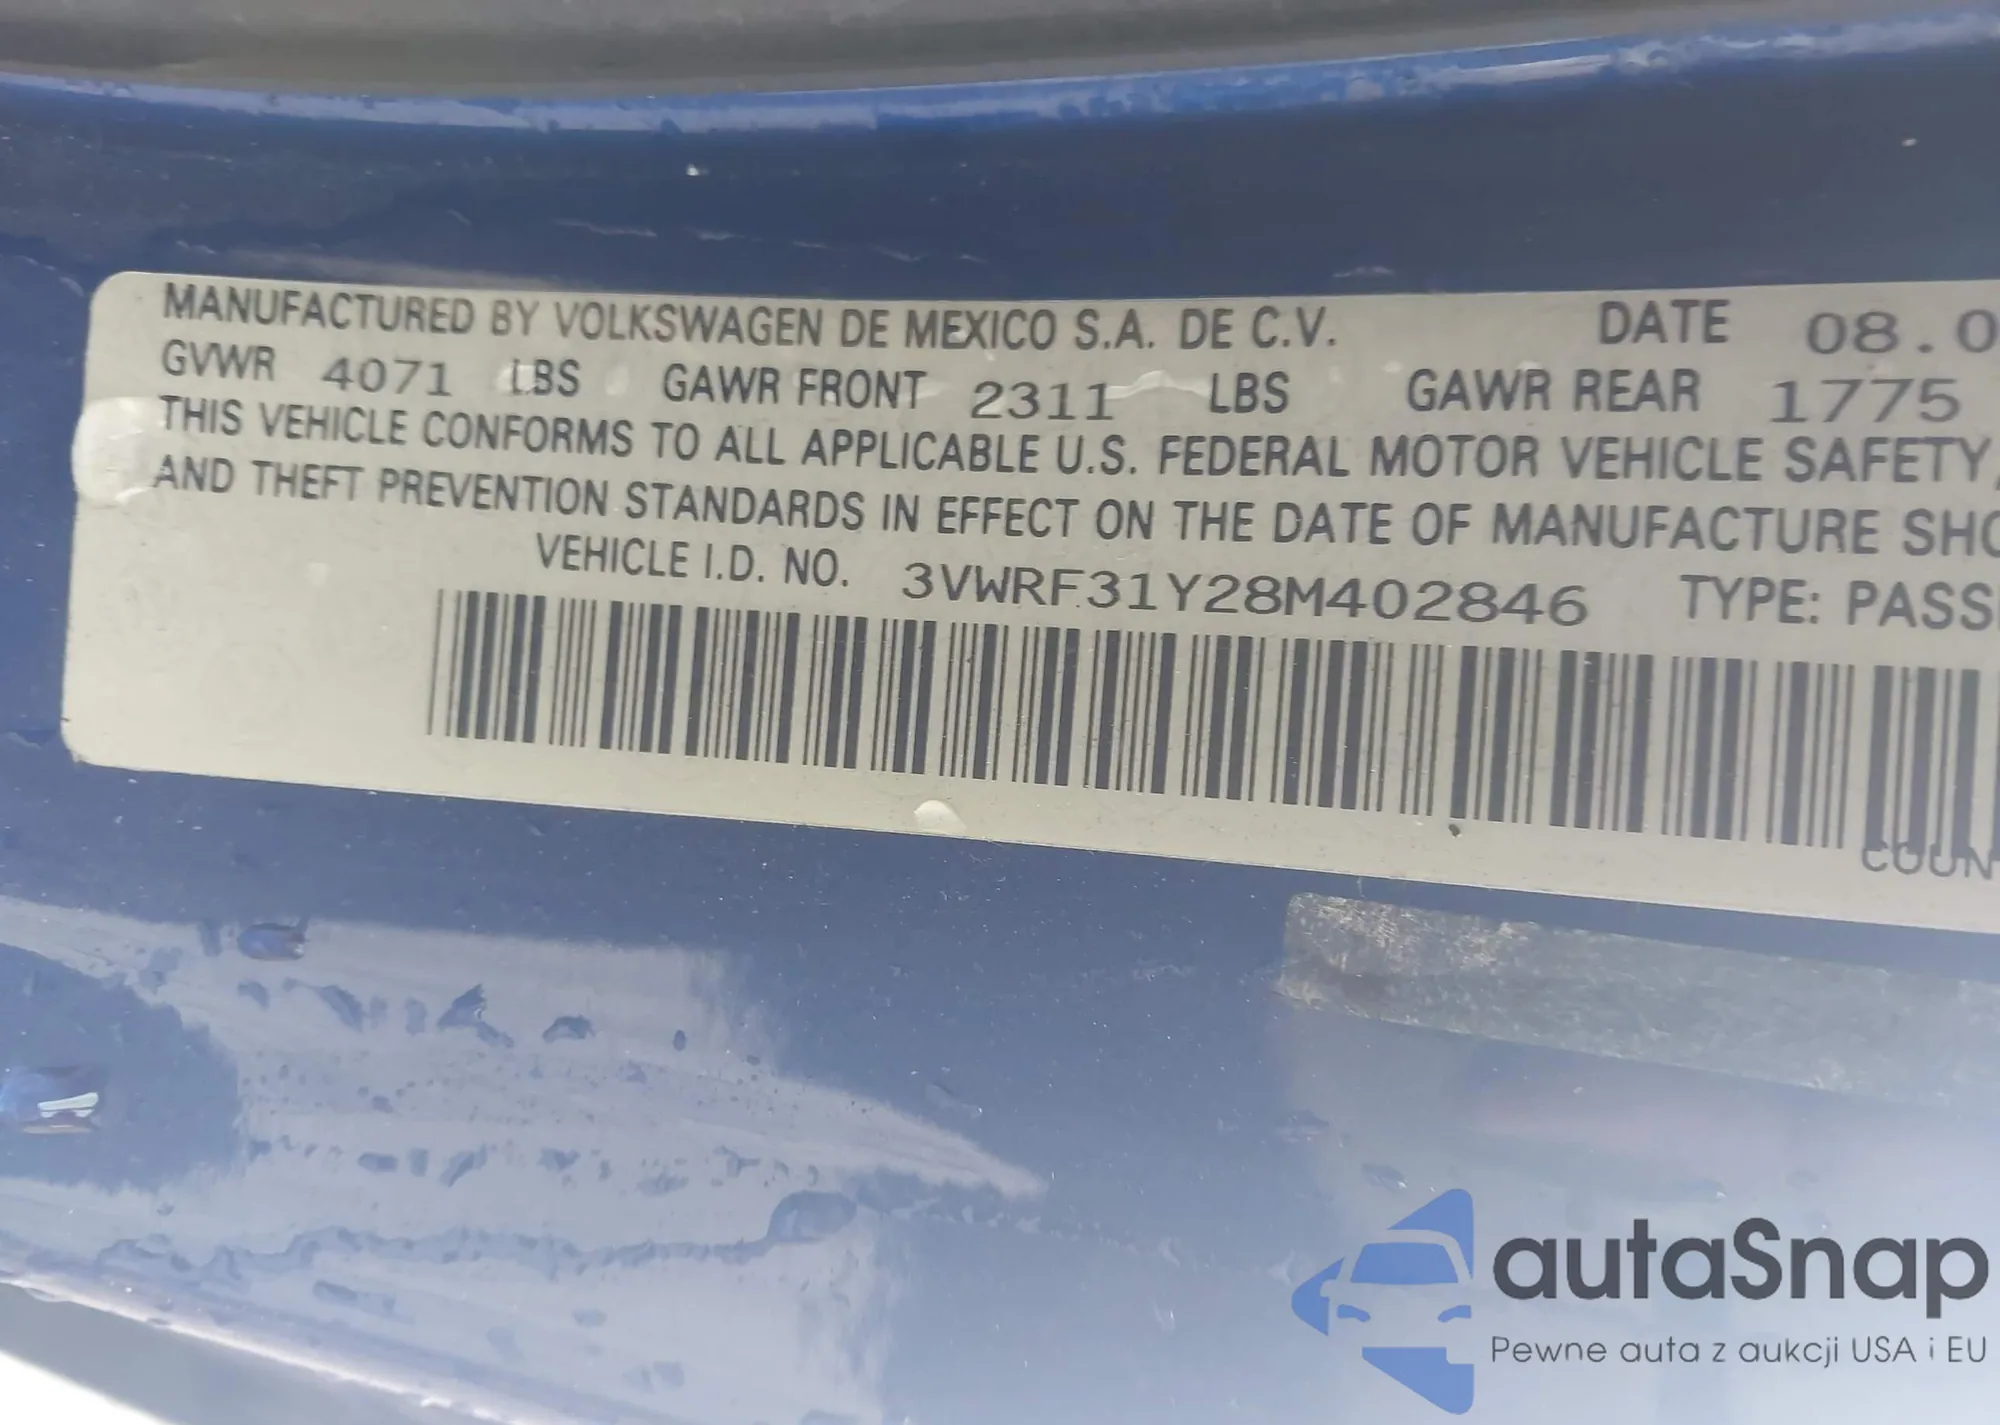 MANUFACTURED BY VOLKSWAGEN DE MEXICO S.A. DE C.V. DATE 08.0
GVWR 4071 LBS GAWR FRONT 2311 LBS GAWR REAR 1775
THIS VEHICLE CONFORMS TO ALL APPLICABLE U.S. FEDERAL MOTOR VEHICLE SAFETY,
AND THEFT PREVENTION STANDARDS IN EFFECT ON THE DATE OF MANUFACTURE SHO
VEHICLE I.D. NO. 3VWRF31Y28M402846 TYPE: PASS
COUN
autaSnap
Pewne auta z aukcji USA i EU